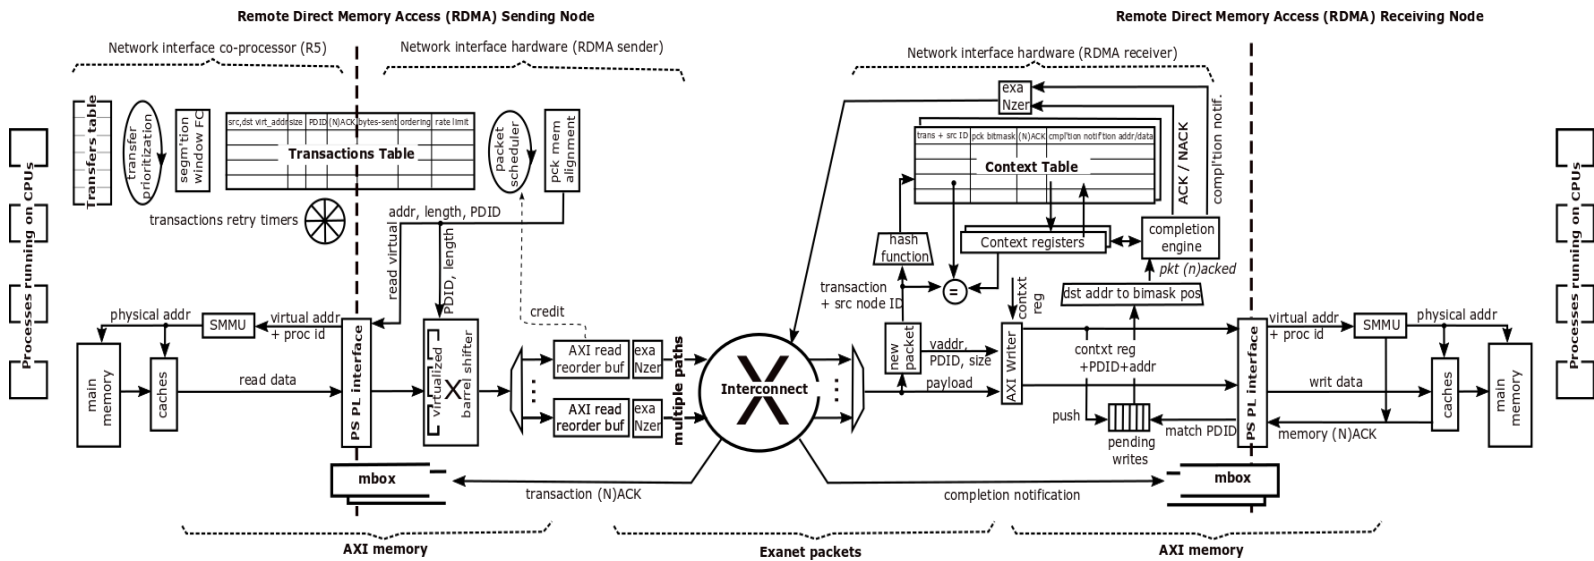 Remote Direct Memory Access (RDMA) Sending Node
Remote Direct Memory Access (RDMA) Receiving Node
Network interface co-processor (R5)
Network interface hardware (RDMA sender)
Network interface hardware (RDMA receiver)
Processes running on CPUs
Transfers table
transfer
prioritization
segm'tion
window FC
src,dst virt_addr
size
PDID
(N)ACK
bytes-sent
ordering
rate limit
Transactions Table
packet
scheduler
pck mem
alignment
transactions retry timers
addr, length, PDID
read virtual
PDID, length
credit
physical addr
SMMU
virtual addr
+ proc id
main
memory
caches
read data
PS PL interface
virtualized
X
barrel shifter
AXI read
reorder buf
exa
Nzer
AXI read
reorder buf
exa
Nzer
multiple paths
X
Interconnect
mbox
transaction (N)ACK
AXI memory
Exanet packets
exa
Nzer
trans + src ID
pck bitmask
(N)ACK
cmpl'tion notif'tion addr/data
Context Table
ACK / NACK
compl'tion notif.
hash
function
Context registers
completion
engine
pkt (n)acked
transaction
+ src node ID
=
contxt
reg
dst addr to bimask pos
new
packet
vaddr,
PDID, size
payload
AXI Writer
contxt reg
+PDID+addr
push
pending
writes
match PDID
PS PL interface
virtual addr
+ proc id
SMMU
physical addr
writ data
caches
main
memory
memory (N)ACK
completion notification
mbox
AXI memory
Processes running on CPUs